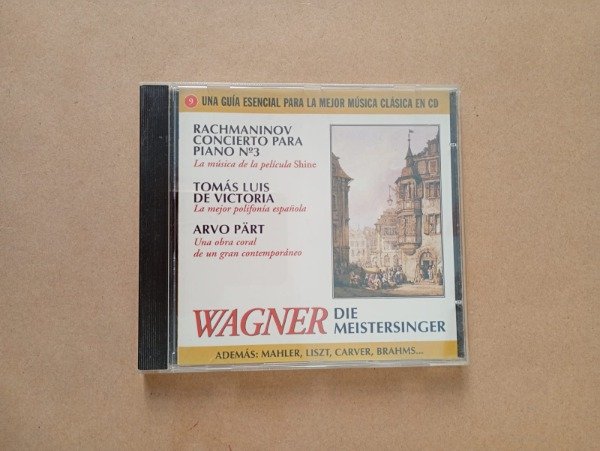 9 UNA GUÍA ESENCIAL PARA LA MEJOR MÚSICA CLÁSICA EN CD
RACHMANINOV
CONCIERTO PARA
PIANO Nº3
La música de la película Shine
TOMÁS LUIS
DE VICTORIA
La mejor polifonía española
ARVO PÄRT
Una obra coral
de un gran contemporáneo
WAGNER DIE
MEISTERSINGER
ADEMÁS: MAHLER, LISZT, CARVER, BRAHMS...